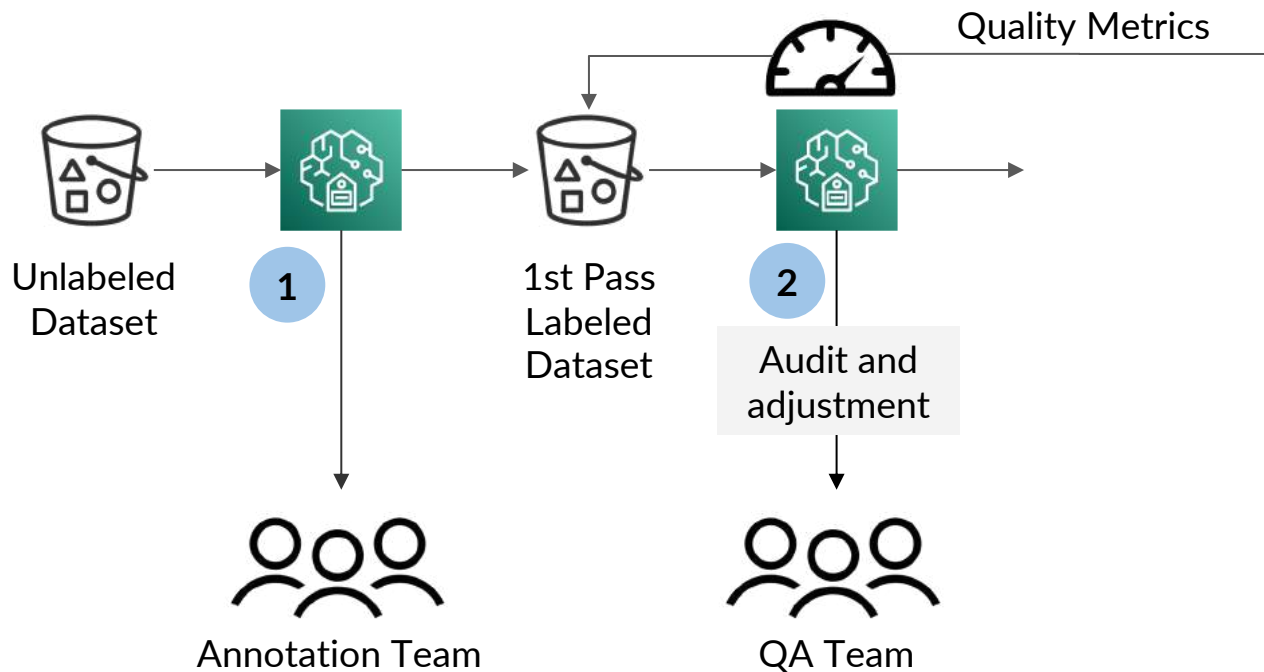 Quality Metrics
Unlabeled
Dataset
1
1st Pass
Labeled
Dataset
2
Audit and
adjustment
Annotation Team
QA Team